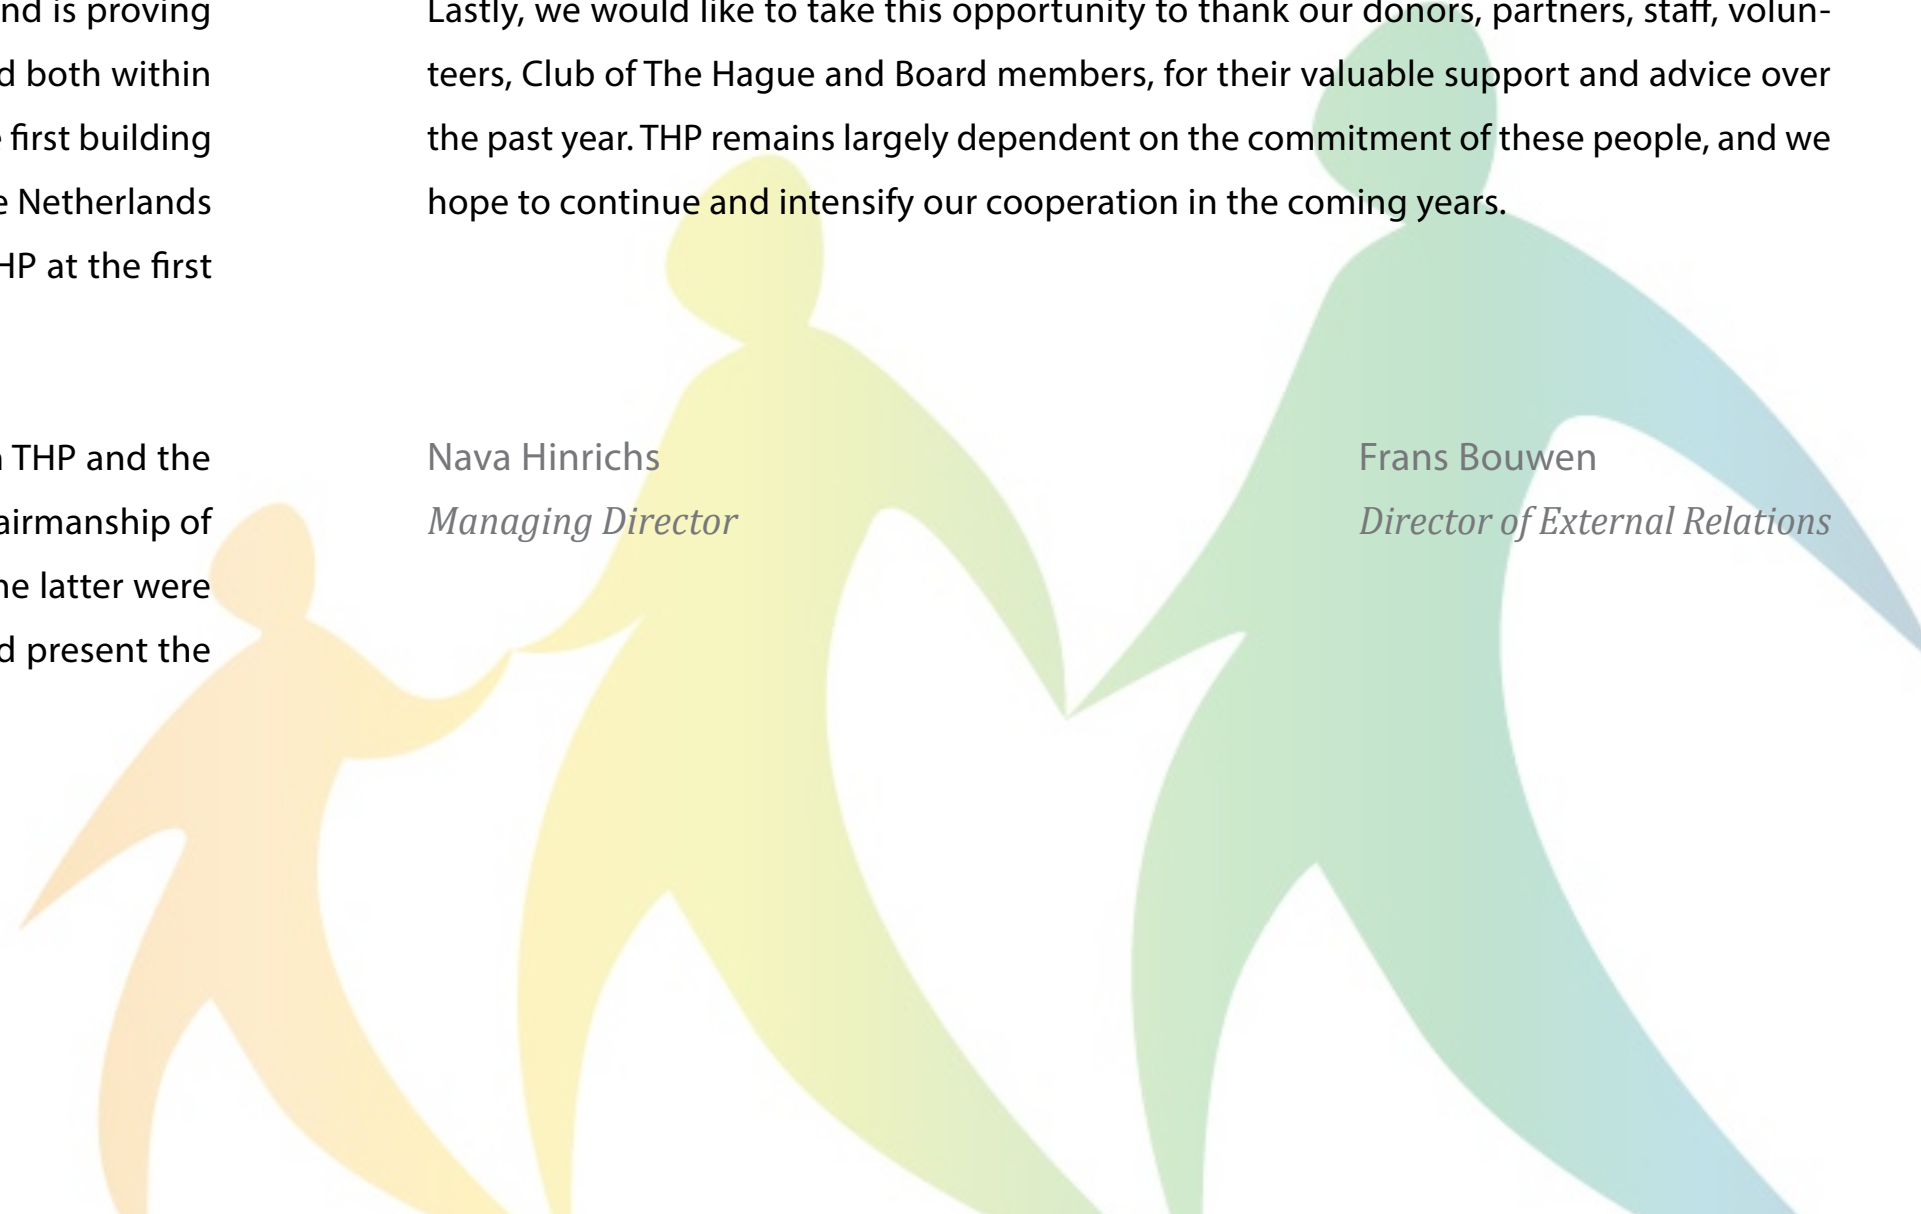 nd is proving
both within
first building
Netherlands
HP at the first
THP and the
airmanship of
latter were
present the
Lastly, we would like to take this opportunity to thank our donors, partners, staff, volun-
teers, Club of The Hague and Board members, for their valuable support and advice over
the past year. THP remains largely dependent on the commitment of these people, and we
hope to continue and intensify our cooperation in the coming years.
Nava Hinrichs
Managing Director
Frans Bouwen
Director of External Relations